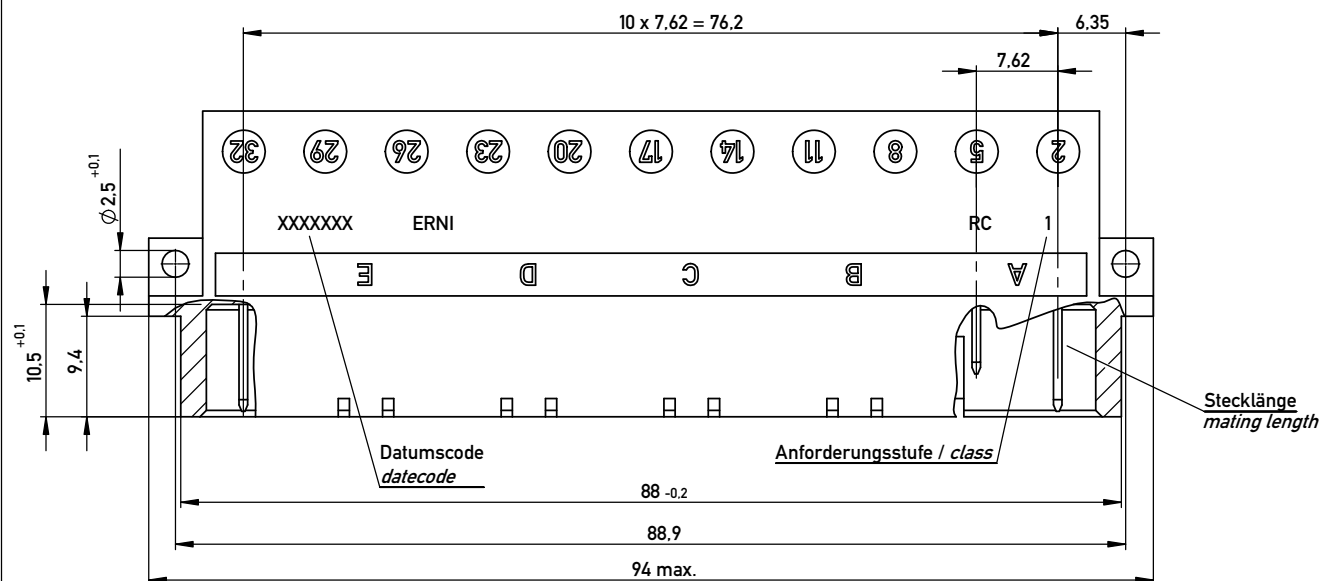 10 x 7,62 = 76,2
6,35
7,62
32 29 26 23 20 17 14 11 8 5 2
Ø 2,5 +0,1
XXXXXXX ERNI RC 1
E D C B A
10,5 +0,1
9,4
Stecklänge
mating length
Datumscode
datecode
Anforderungsstufe / class
88 -0,2
88,9
94 max.